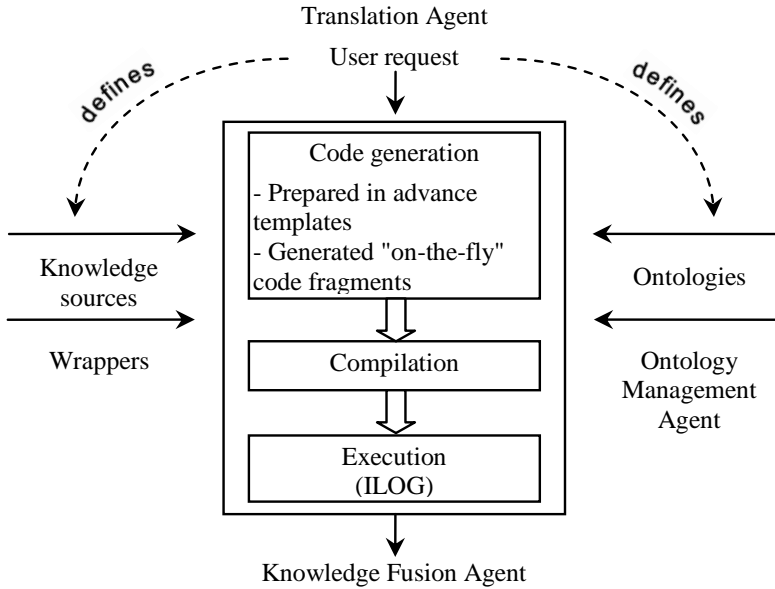 Translation Agent
User request
defines
defines
Code generation
- Prepared in advance
templates
- Generated "on-the-fly"
code fragments
Knowledge
sources
Ontologies
Wrappers
Compilation
Ontology
Management
Agent
Execution
(ILOG)
Knowledge Fusion Agent